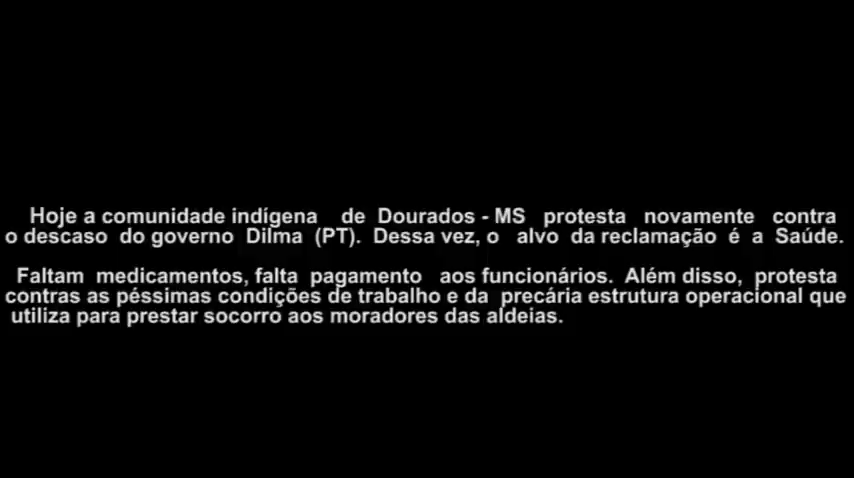 Hoje a comunidade indígena de Dourados - MS protesta novamente contra
o descaso do governo Dilma (PT). Dessa vez, o alvo da reclamação é a Saúde.
Faltam medicamentos, falta pagamento aos funcionários. Além disso, protesta
contras as péssimas condições de trabalho e da precária estrutura operacional que
utiliza para prestar socorro aos moradores das aldeias.